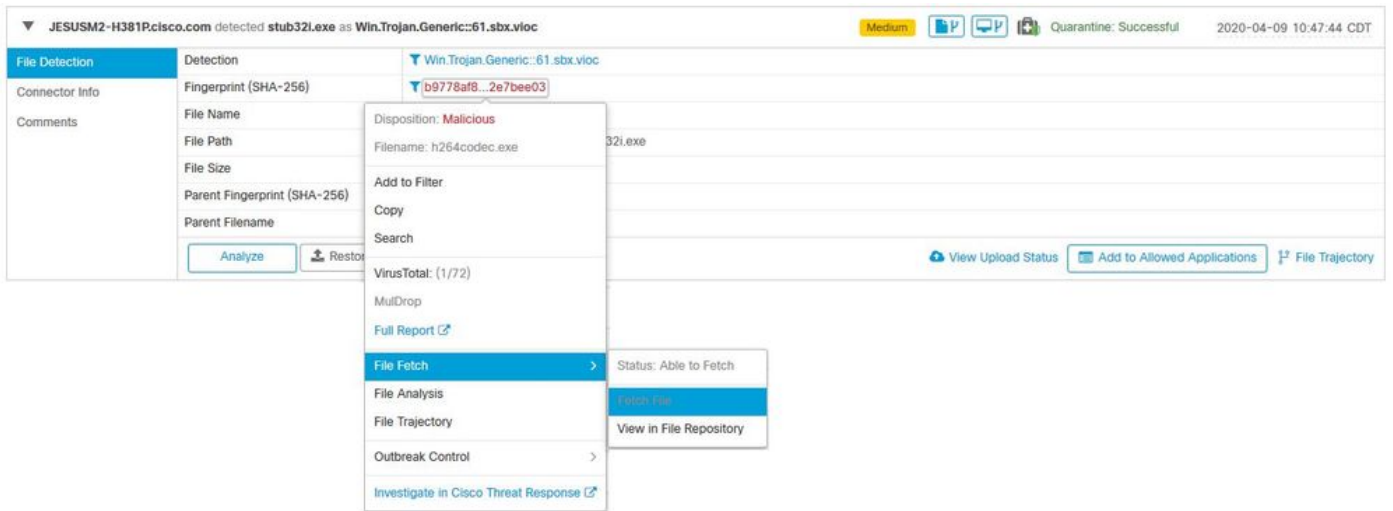 JESUSM2-H381P.cisco.com detected stub32i.exe as Win.Trojan.Generic::61.sbx.vioc Medium Quarantine: Successful 2020-04-09 10:47:44 CDT
File Detection
Connector Info
Comments
Detection Win.Trojan.Generic::61.sbx.vioc
Fingerprint (SHA-256) b9778af8...2e7bee03
File Name
File Path 32i.exe
File Size
Parent Fingerprint (SHA-256)
Parent Filename
Analyze Restor View Upload Status Add to Allowed Applications File Trajectory
Disposition: Malicious
Filename: h264codec.exe
Add to Filter
Copy
Search
VirusTotal: (1/72)
MulDrop
Full Report
File Fetch
File Analysis
File Trajectory
Outbreak Control
Investigate in Cisco Threat Response
Status: Able to Fetch
Fetch File
View in File Repository